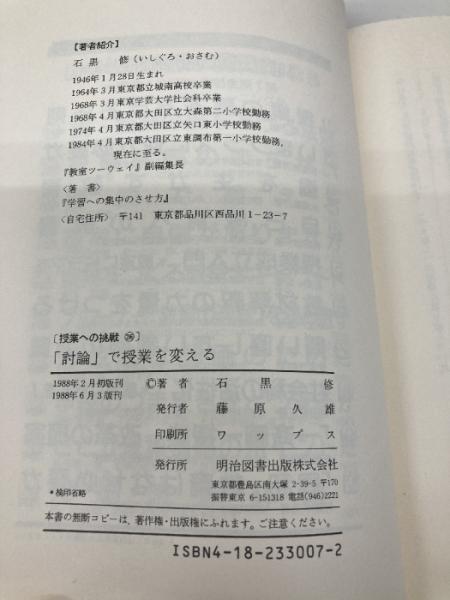 【著者紹介】
石黒 修(いしぐろ・おさむ)
1946年1月28日生まれ
1964年3月東京都立城南高校卒業
1968年3月東京学芸大学社会科卒業
1968年4月東京都大田区立大森第二小学校勤務
1974年4月東京都大田区立矢口東小学校勤務
1984年4月東京都大田区立東調布第一小学校勤務,
現在に至る。
『教室ツーウェイ』副編集長
〈著 書〉
『学習への集中のさせ方』
〈自宅住所〉 〒141 東京都品川区西品川1-23-7
〔授業への挑戦 ㊱〕
「討論」で授業を変える
1988年2月初版刊 ©著 者 石 黒 修
1988年6月3版刊
発行者 藤 原 久 雄
印刷所 ワ ッ プ ス
発行所 明治図書出版株式会社
東京都豊島区南大塚2-39-5 〒170
*検印省略 振替東京6-151318 電話(946)2221
本書の無断コピーは,著作権・出版権にふれます。ご注意ください。
ISBN4-18-233007-2